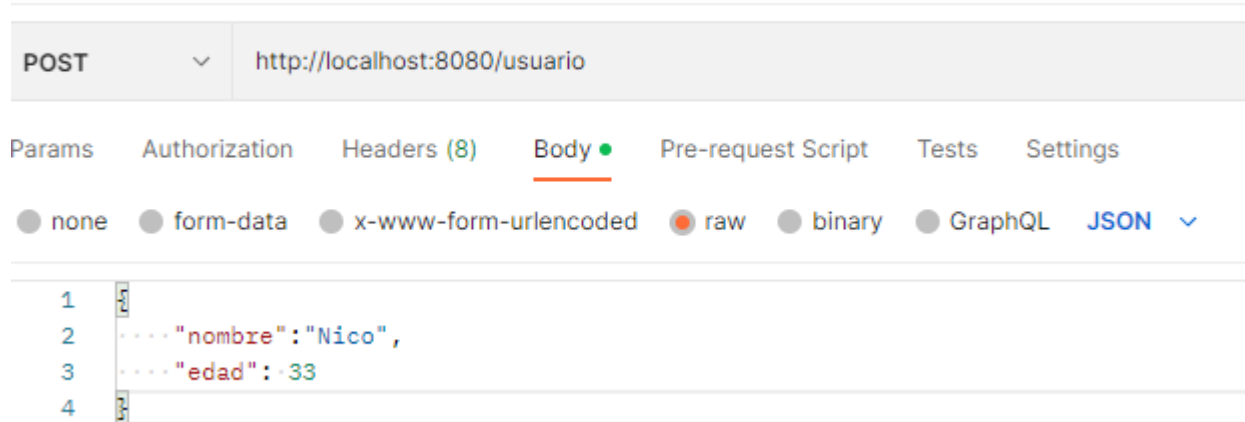 POST http://localhost:8080/usuario
Params Authorization Headers (8) Body Pre-request Script Tests Settings
none form-data x-www-form-urlencoded raw binary GraphQL JSON
1 {
2 "nombre":"Nico",
3 "edad": 33
4 }